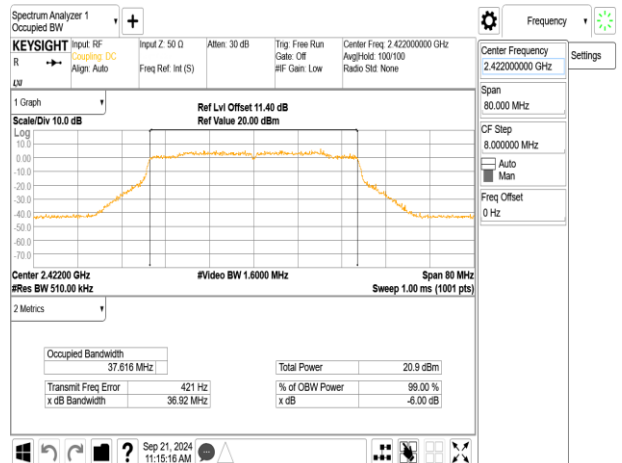 Spectrum Analyzer 1
Occupied BW
Frequency
KEYSIGHT Input: RF Input Z: 50 Ω Atten: 30 dB Trig: Free Run Center Freq: 2.422000000 GHz
R Coupling: DC Gate: Off Avg|Hold: 100/100
Align: Auto Freq Ref: Int (S) #IF Gain: Low Radio Std: None
LXI
Center Frequency
2.422000000 GHz
Settings
Span
80.000 MHz
CF Step
8.000000 MHz
Auto
Man
Freq Offset
0 Hz
1 Graph
Scale/Div 10.0 dB
Ref Lvl Offset 11.40 dB
Ref Value 20.00 dBm
Log
10.0
0.00
-10.0
-20.0
-30.0
-40.0
-50.0
-60.0
-70.0
Center 2.42200 GHz #Video BW 1.6000 MHz Span 80 MHz
#Res BW 510.00 kHz Sweep 1.00 ms (1001 pts)
2 Metrics
Occupied Bandwidth
37.616 MHz
Total Power 20.9 dBm
Transmit Freq Error 421 Hz % of OBW Power 99.00 %
x dB Bandwidth 36.92 MHz x dB -6.00 dB
? Sep 21, 2024
11:15:16 AM